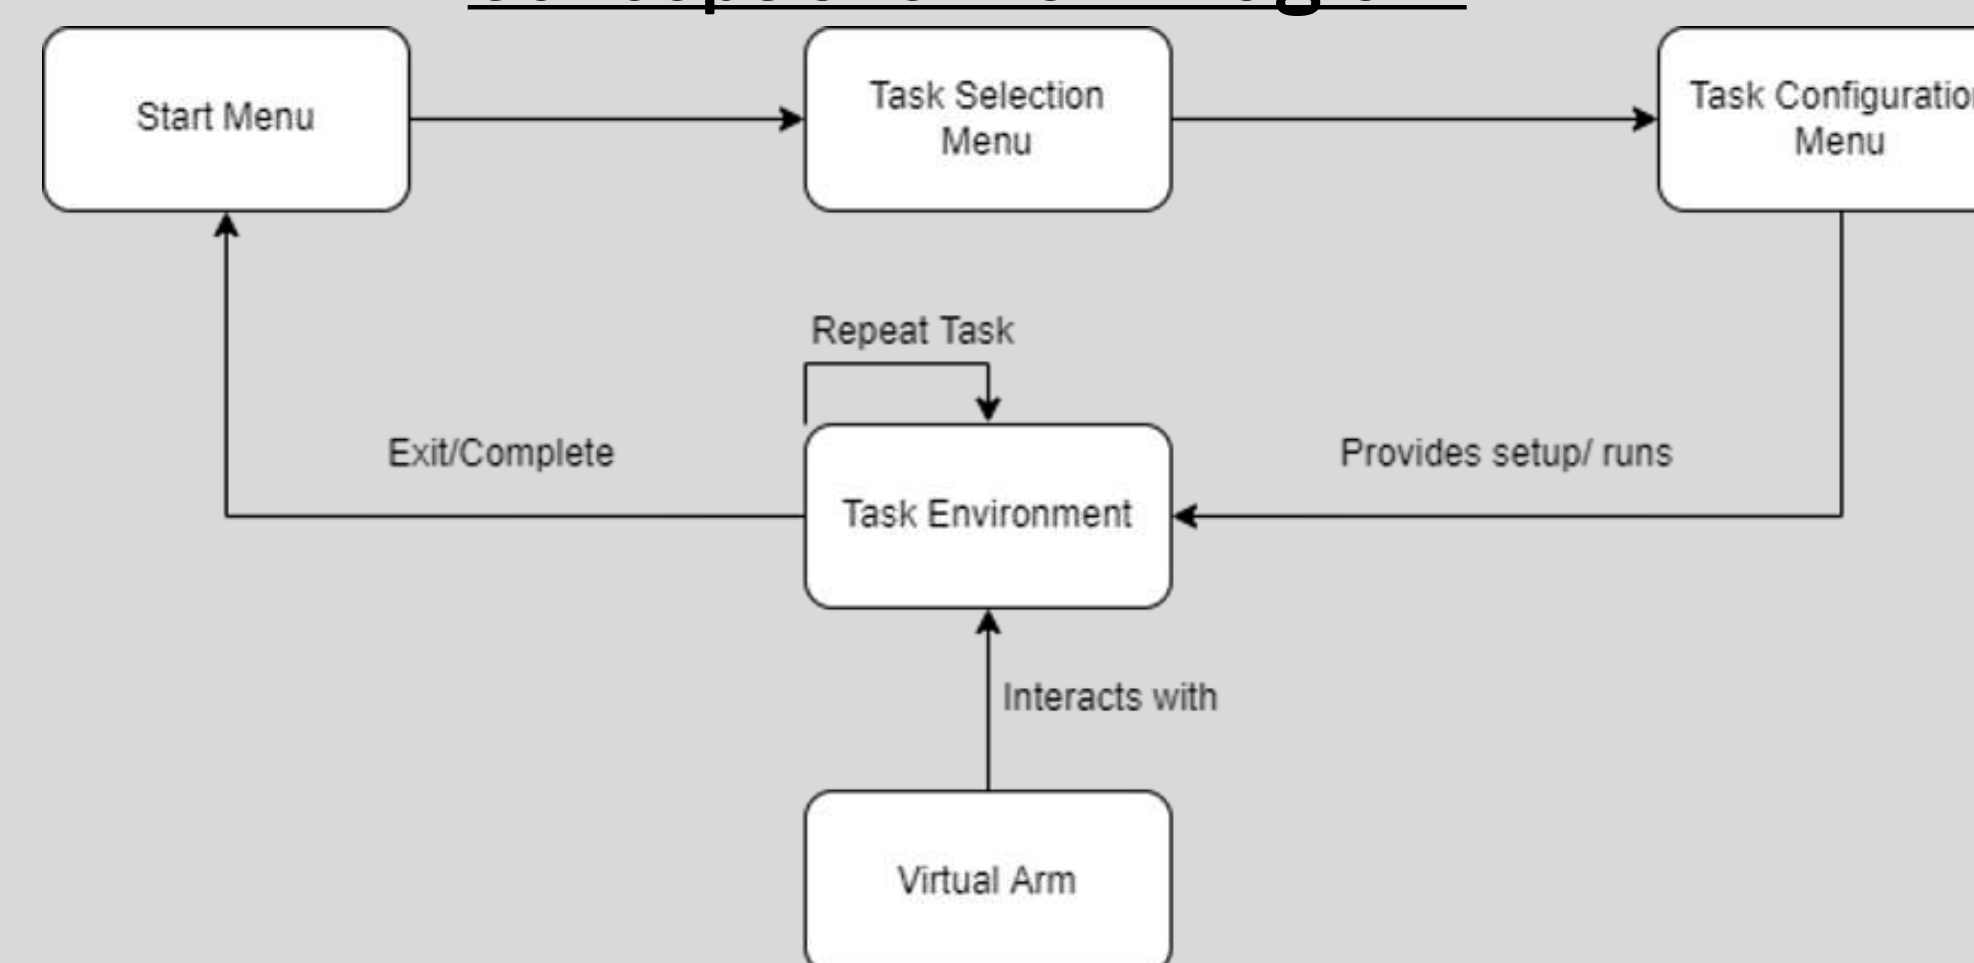 Start Menu
Task Selection
Menu
Task Configuration
Menu
Repeat Task
Exit/Complete
Provides setup/ runs
Task Environment
Interacts with
Virtual Arm